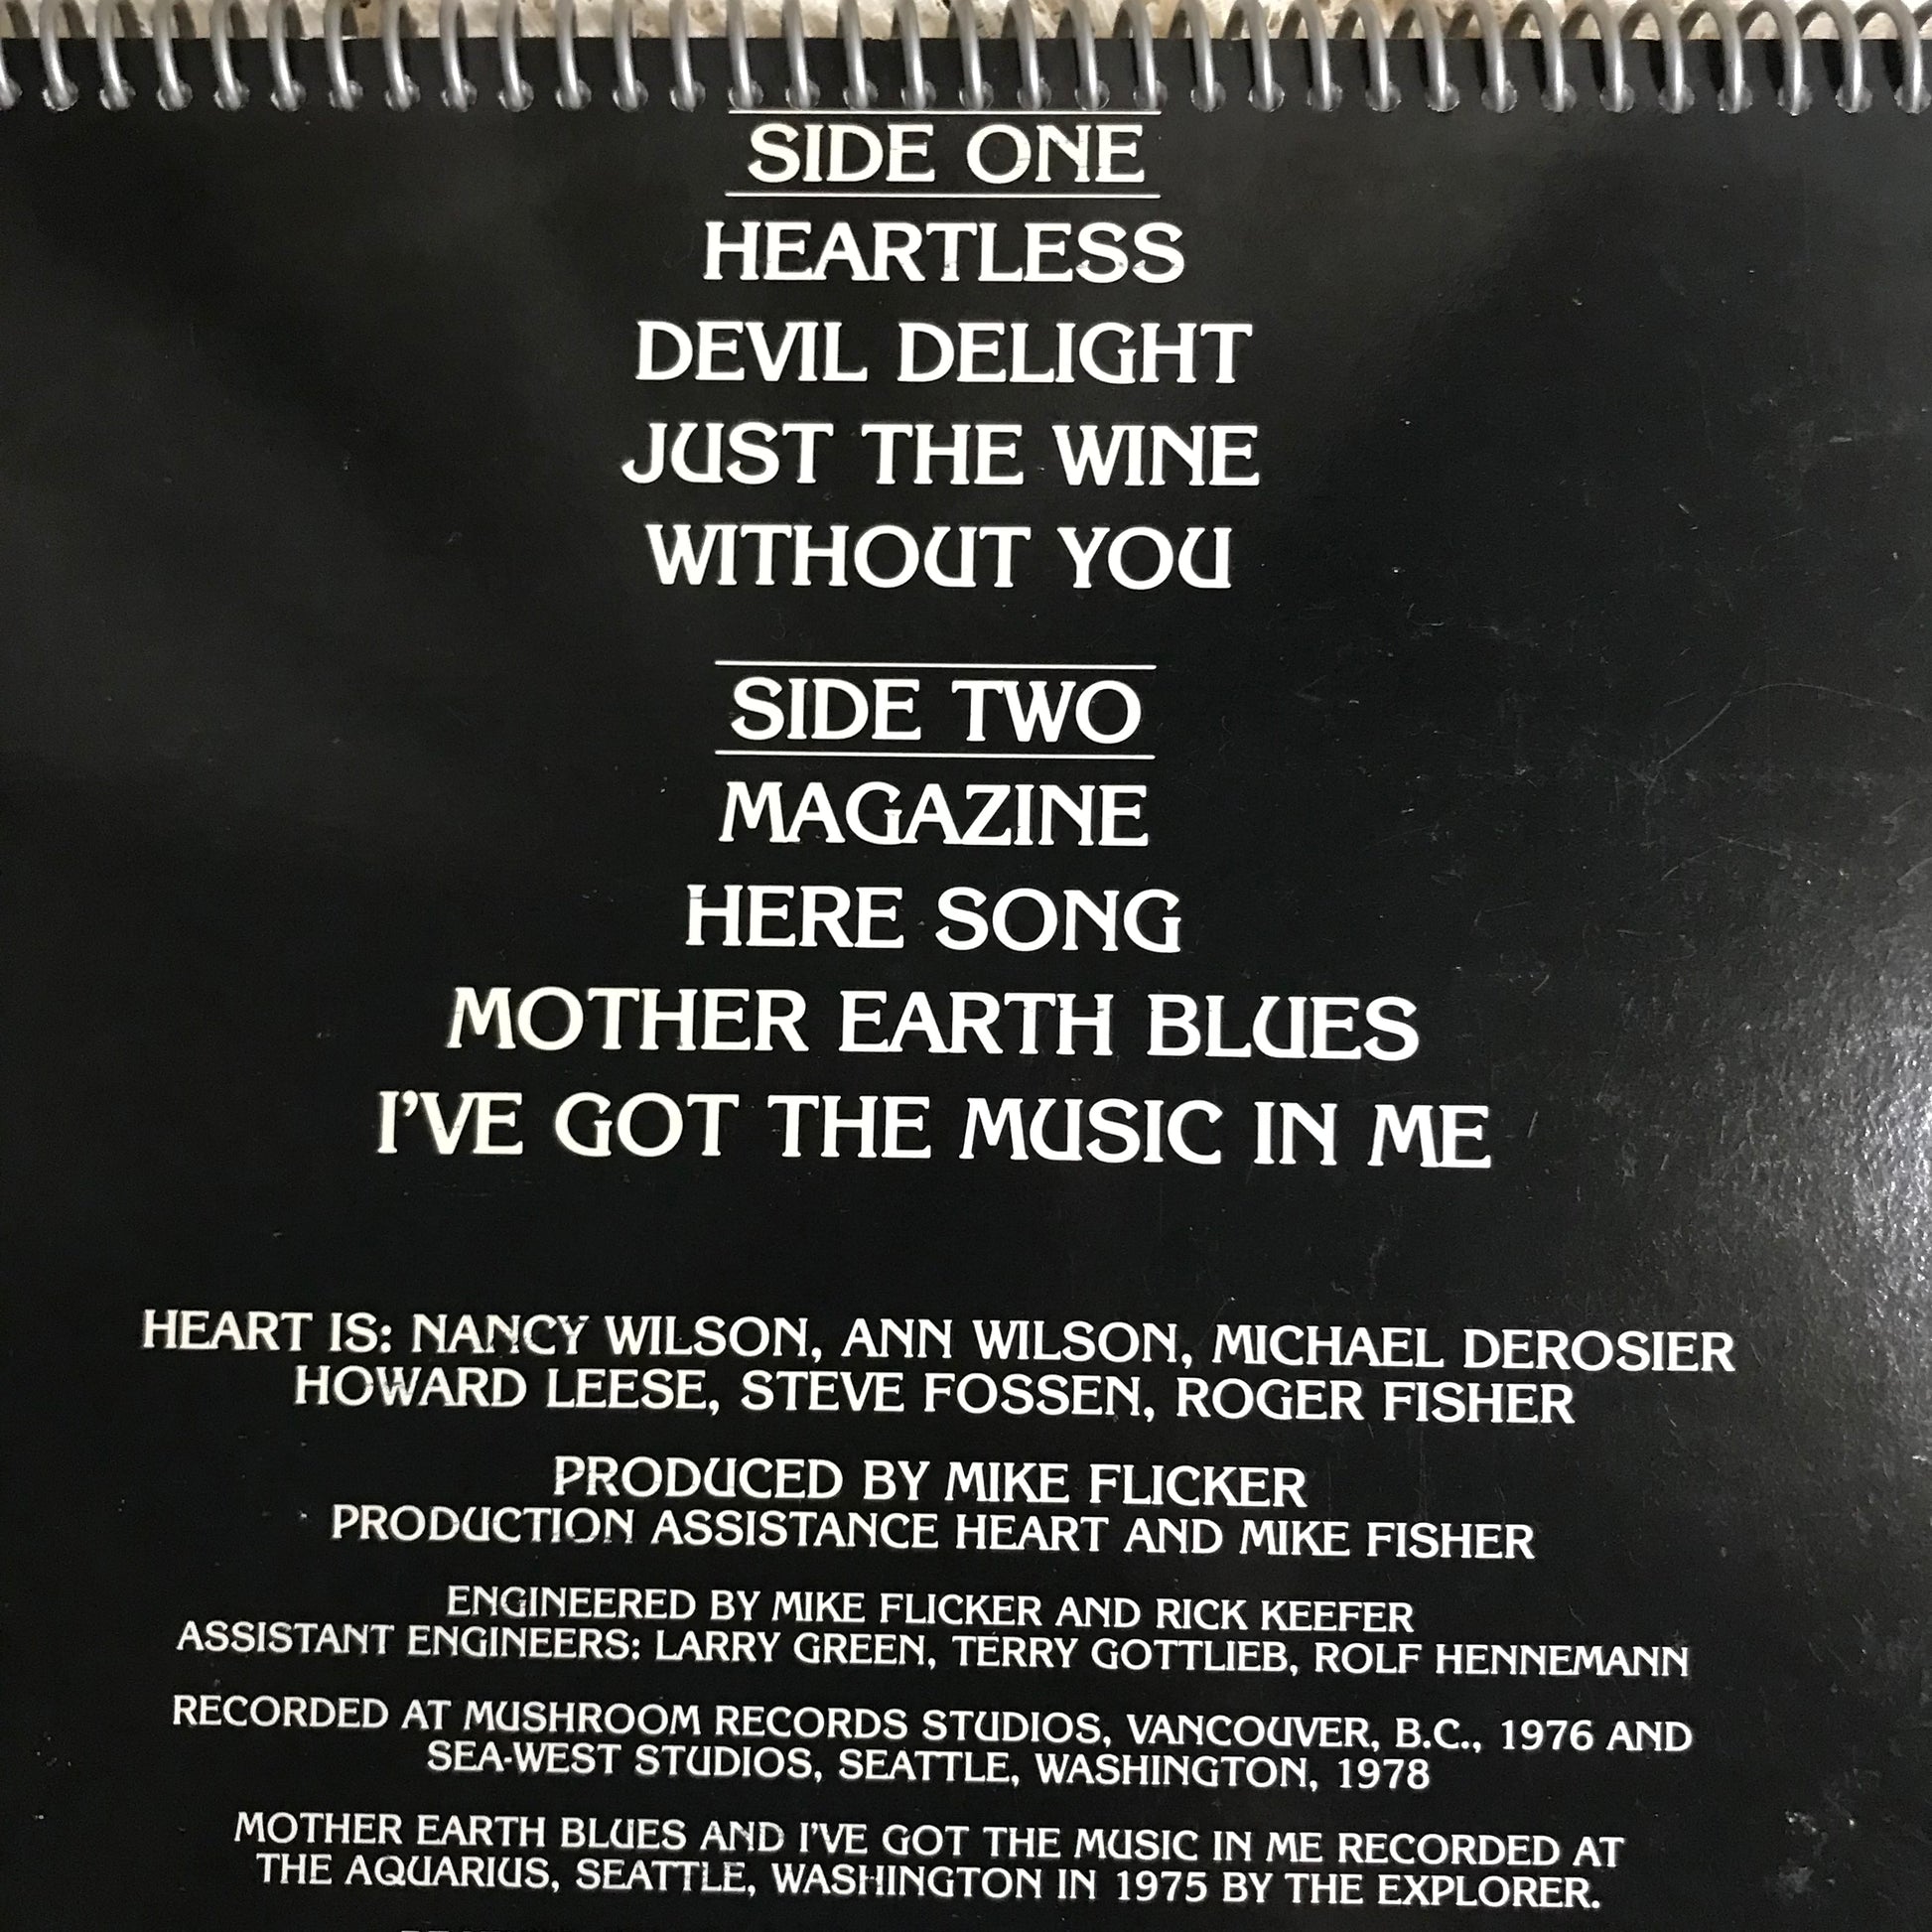 SIDE ONE
HEARTLESS
DEVIL DELIGHT
JUST THE WINE
WITHOUT YOU
SIDE TWO
MAGAZINE
HERE SONG
MOTHER EARTH BLUES
I'VE GOT THE MUSIC IN ME
HEART IS: NANCY WILSON, ANN WILSON, MICHAEL DEROSIER
HOWARD LEESE, STEVE FOSSEN, ROGER FISHER
PRODUCED BY MIKE FLICKER
PRODUCTION ASSISTANCE HEART AND MIKE FISHER
ENGINEERED BY MIKE FLICKER AND RICK KEEFER
ASSISTANT ENGINEERS: LARRY GREEN, TERRY GOTTLIEB, ROLF HENNEMANN
RECORDED AT MUSHROOM RECORDS STUDIOS, VANCOUVER, B.C., 1976 AND
SEA-WEST STUDIOS, SEATTLE, WASHINGTON, 1978
MOTHER EARTH BLUES AND I'VE GOT THE MUSIC IN ME RECORDED AT
THE AQUARIUS, SEATTLE, WASHINGTON IN 1975 BY THE EXPLORER.